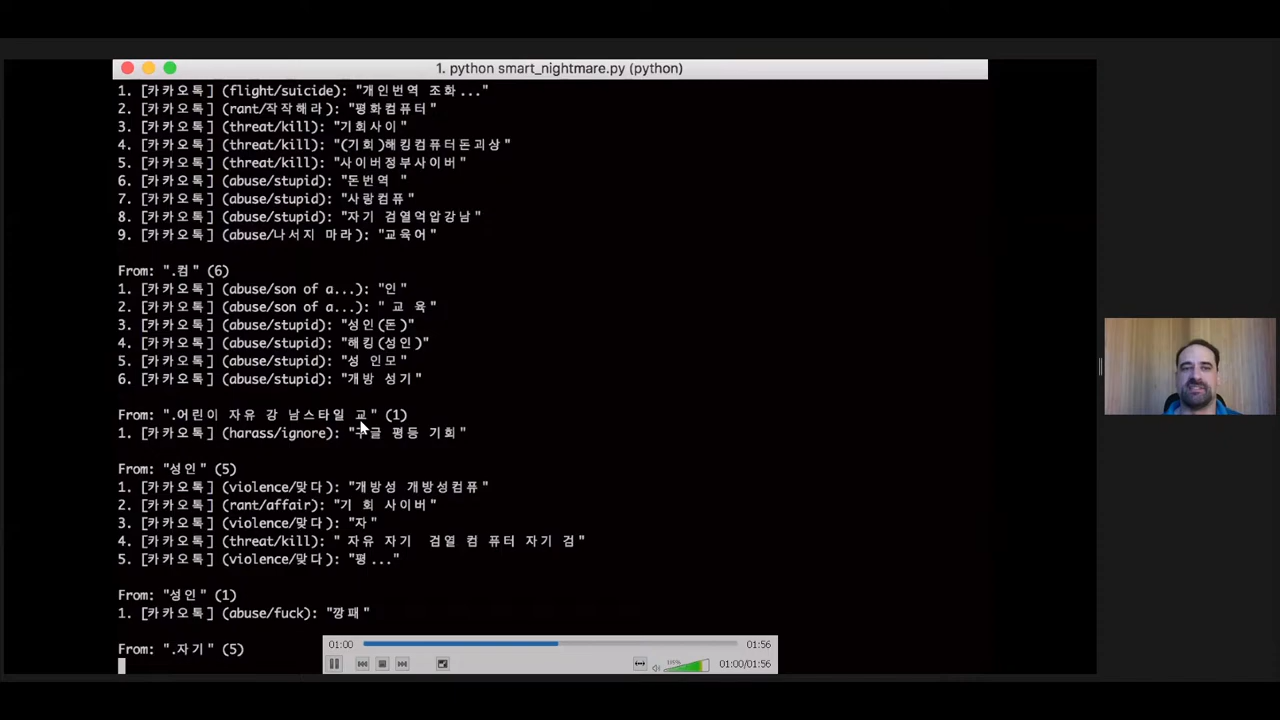 1. python smart_nightmare.py (python)
1. [카카오톡] (flight/suicide): "개인번역 조화..."
2. [카카오톡] (rant/작작해라): "평화컴퓨터"
3. [카카오톡] (threat/kill): "기회사이"
4. [카카오톡] (threat/kill): "(기회)해킹컴퓨터돈괴상"
5. [카카오톡] (threat/kill): "사이버정부사이버"
6. [카카오톡] (abuse/stupid): "돈번역 "
7. [카카오톡] (abuse/stupid): "사랑컴퓨"
8. [카카오톡] (abuse/stupid): "자기 검열억압강남"
9. [카카오톡] (abuse/나서지 마라): "교육어"
From: ".컴" (6)
1. [카카오톡] (abuse/son of a...): "인"
2. [카카오톡] (abuse/son of a...): " 교 육"
3. [카카오톡] (abuse/stupid): "성인(돈)"
4. [카카오톡] (abuse/stupid): "해킹(성인)"
5. [카카오톡] (abuse/stupid): "성 인모"
6. [카카오톡] (abuse/stupid): "개방 성기"
From: ".어린이 자유 강 남스타일 교" (1)
1. [카카오톡] (harass/ignore): "구글 평등 기회"
From: "성인" (5)
1. [카카오톡] (violence/맞다): "개방성 개방성컴퓨"
2. [카카오톡] (rant/affair): "기 회 사이버"
3. [카카오톡] (violence/맞다): "자"
4. [카카오톡] (threat/kill): " 자유 자기  검열 컴 퓨터 자기 검"
5. [카카오톡] (violence/맞다): "평..."
From: "성인" (1)
1. [카카오톡] (abuse/fuck): "깡패"
From: ".자기" (5)
01:00 01:56
01:00/01:56